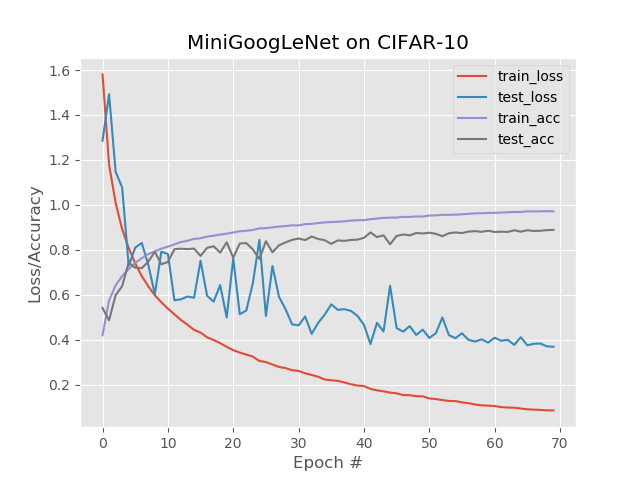 MiniGoogLeNet on CIFAR-10
train_loss
test_loss
train_acc
test_acc
Loss/Accuracy
1.6
1.4
1.2
1.0
0.8
0.6
0.4
0.2
0 10 20 30 40 50 60 70
Epoch #